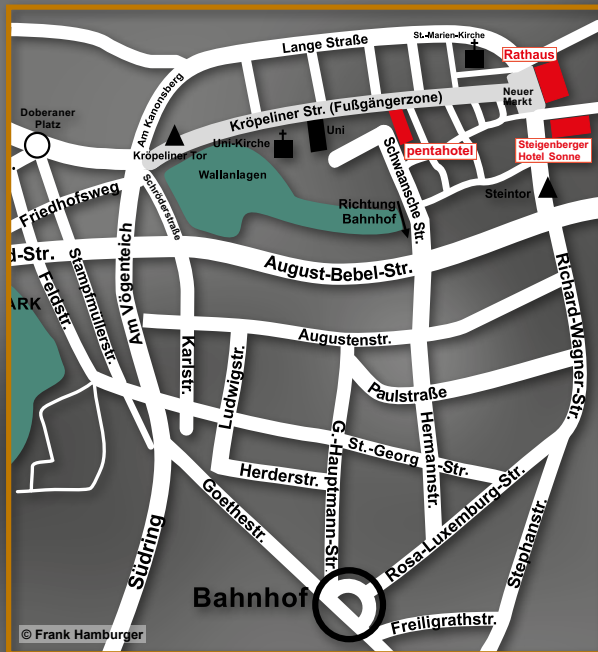 St.-Marien-Kirche
Lange Straße
Rathaus
Neuer
Markt
Am Kanonsberg
Kröpeliner Str. (Fußgängerzone)
Doberaner
Platz
Kröpeliner Tor
Uni-Kirche
Uni
pentahotel
Steigenberger
Hotel Sonne
Wallanlagen
Schwaansche Str.
Steintor
Friedhofsweg
Schröderstraße
Richtung
Bahnhof
d-Str.
August-Bebel-Str.
Am Vögenteich
Stampfmüllerstr.
Feldstr.
ARK
Richard-Wagner-Str.
Augustenstr.
Karlstr.
Ludwigstr.
Paulstraße
Hermannstr.
G.-Hauptmann-Str.
St.-Georg -Str.
Herderstr.
Goethestr.
Rosa-Luxemburg-Str.
Stephanstr.
Südring
Bahnhof
Freiligrathstr.
© Frank Hamburger